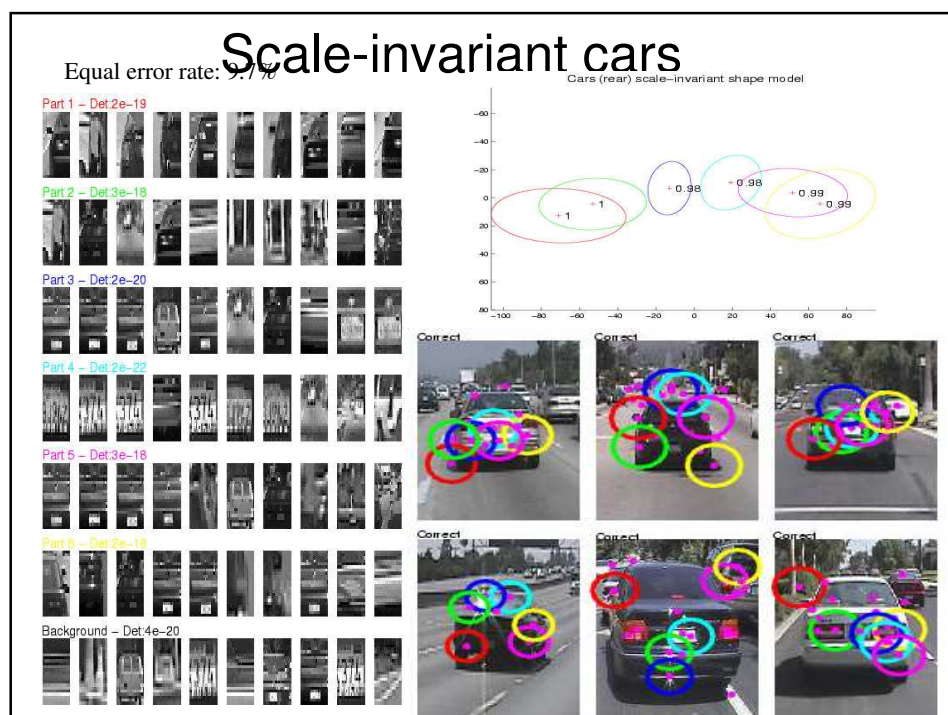 Scale-invariant cars
Equal error rate: 9.7%
Part 1 – Det:2e–19
Part 2 – Det:3e–18
Part 3 – Det:2e–20
Part 4 – Det:2e–22
Part 5 – Det:3e–18
Part 6 – Det:2e–18
Background – Det:4e–20
Cars (rear) scale–invariant shape model
–60
–40
–20
0
20
40
60
80
–100 –80 –60 –40 –20 0 20 40 60 80
1
1
0.98
0.98
0.99
0.99
Correct
Correct
Correct
Correct
Correct
Correct